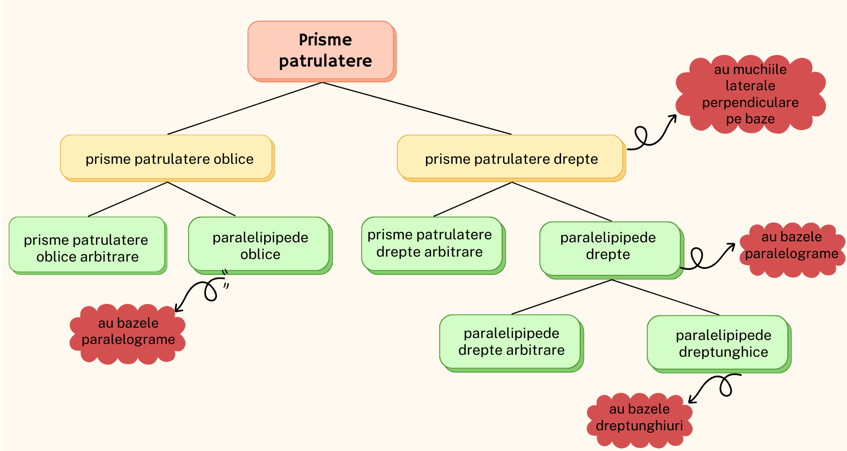 Prisme
patrulatere
au muchiile
laterale
perpendiculare
pe baze
prisme patrulatere oblice
prisme patrulatere drepte
prisme patrulatere
oblice arbitrare
paralelipipede
oblice
prisme patrulatere
drepte arbitrare
paralelipipede
drepte
au bazele
paralelograme
au bazele
paralelograme
paralelipipede
drepte arbitrare
paralelipipede
dreptunghice
au bazele
dreptunghiuri